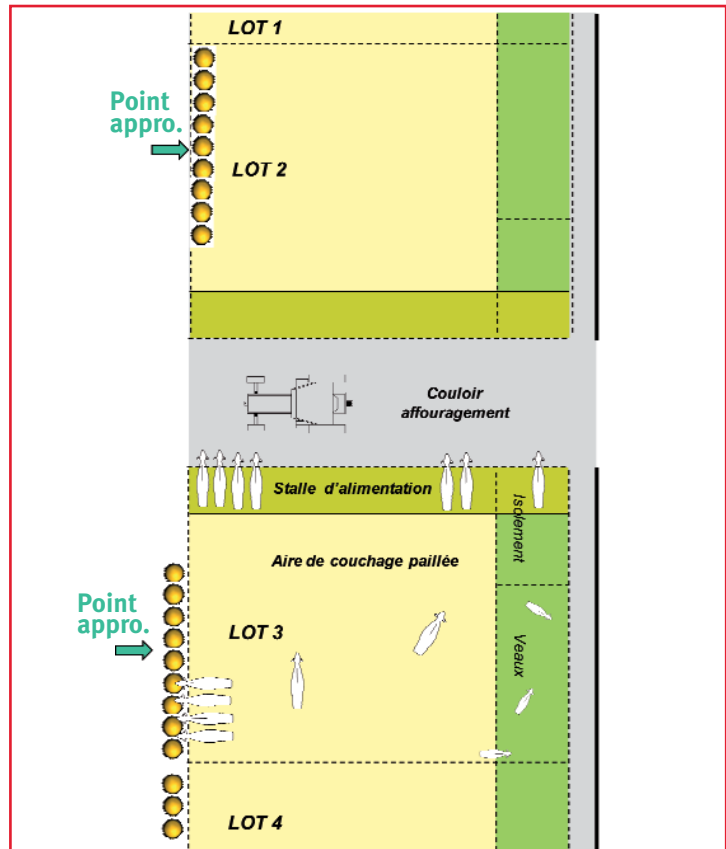 LOT 1
Point
appro.
LOT 2
Couloir
affouragement
Stalle d'alimentation
Isolement
Aire de couchage paillée
Point
appro.
LOT 3
Veaux
LOT 4